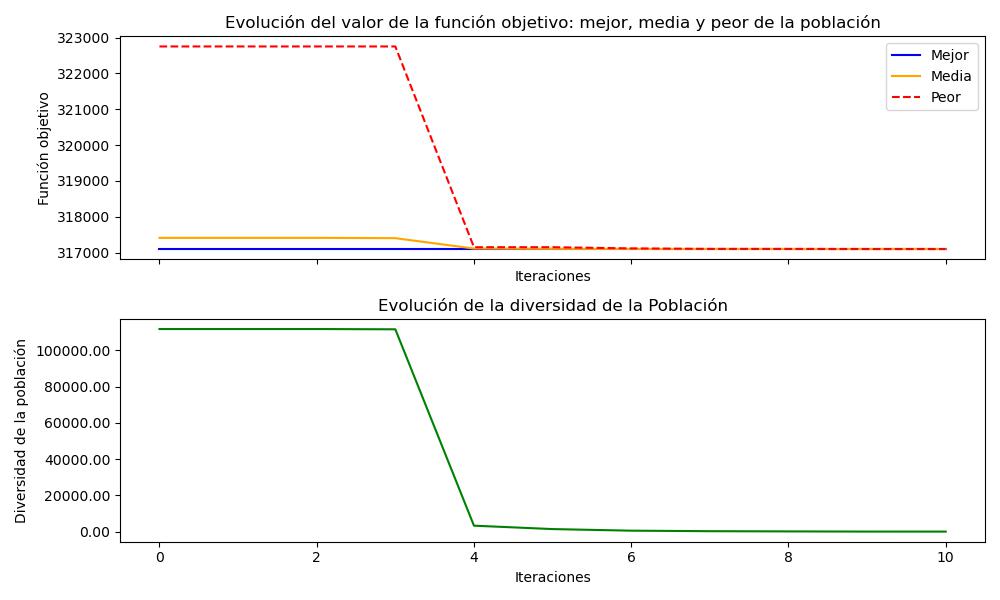 Evolución del valor de la función objetivo: mejor, media y peor de la población
323000
322000
321000
320000
319000
318000
317000
Función objetivo
Mejor
Media
Peor
Iteraciones
Evolución de la diversidad de la Población
100000.00
80000.00
60000.00
40000.00
20000.00
0.00
Diversidad de la población
0 2 4 6 8 10
Iteraciones